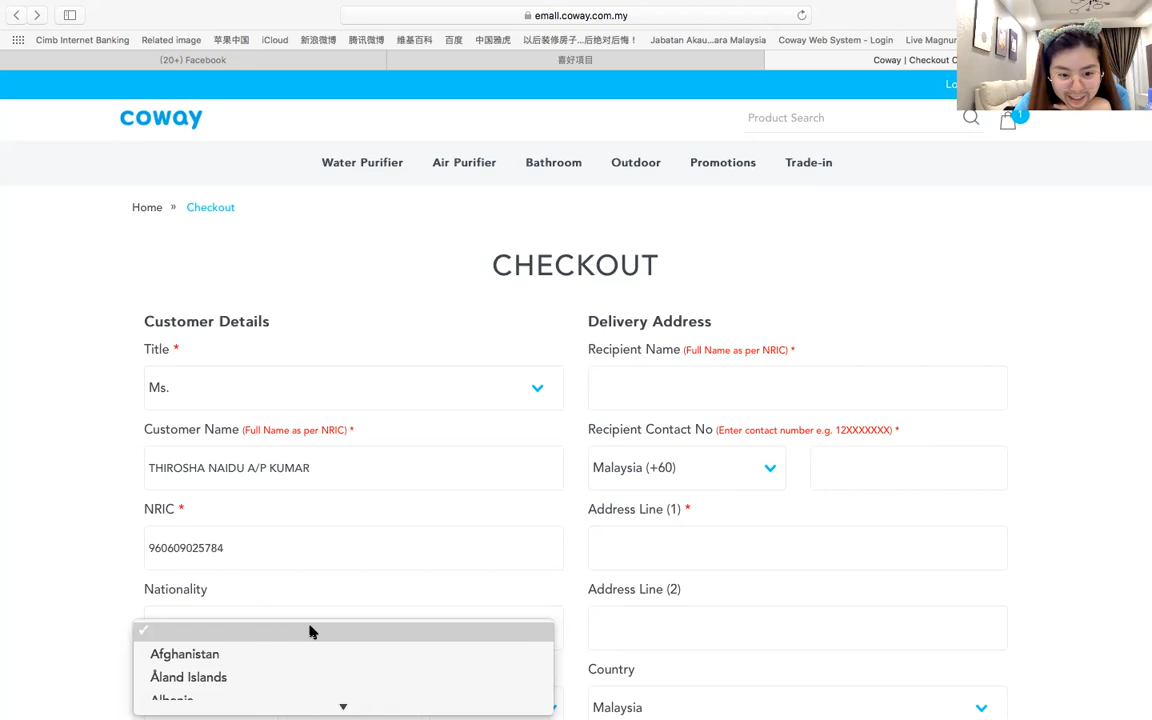 emall.coway.com.my
Cimb Internet Banking Related image 苹果中国 iCloud 新浪微博 腾讯微博 维基百科 百度 中国雅虎 以后装修房子...后绝对后悔！ Jabatan Akau...ara Malaysia Coway Web System - Login Live Magnum
(20+) Facebook 喜好項目 Coway | Checkout C
Lo
coway
Product Search
1
Water Purifier Air Purifier Bathroom Outdoor Promotions Trade-in
Home » Checkout
CHECKOUT
Customer Details
Title *
Ms.
Customer Name (Full Name as per NRIC) *
THIROSHA NAIDU A/P KUMAR
NRIC *
960609025784
Nationality
Afghanistan
Åland Islands
Albania
Delivery Address
Recipient Name (Full Name as per NRIC) *
Recipient Contact No (Enter contact number e.g. 12XXXXXXX) *
Malaysia (+60)
Address Line (1) *
Address Line (2)
Country
Malaysia